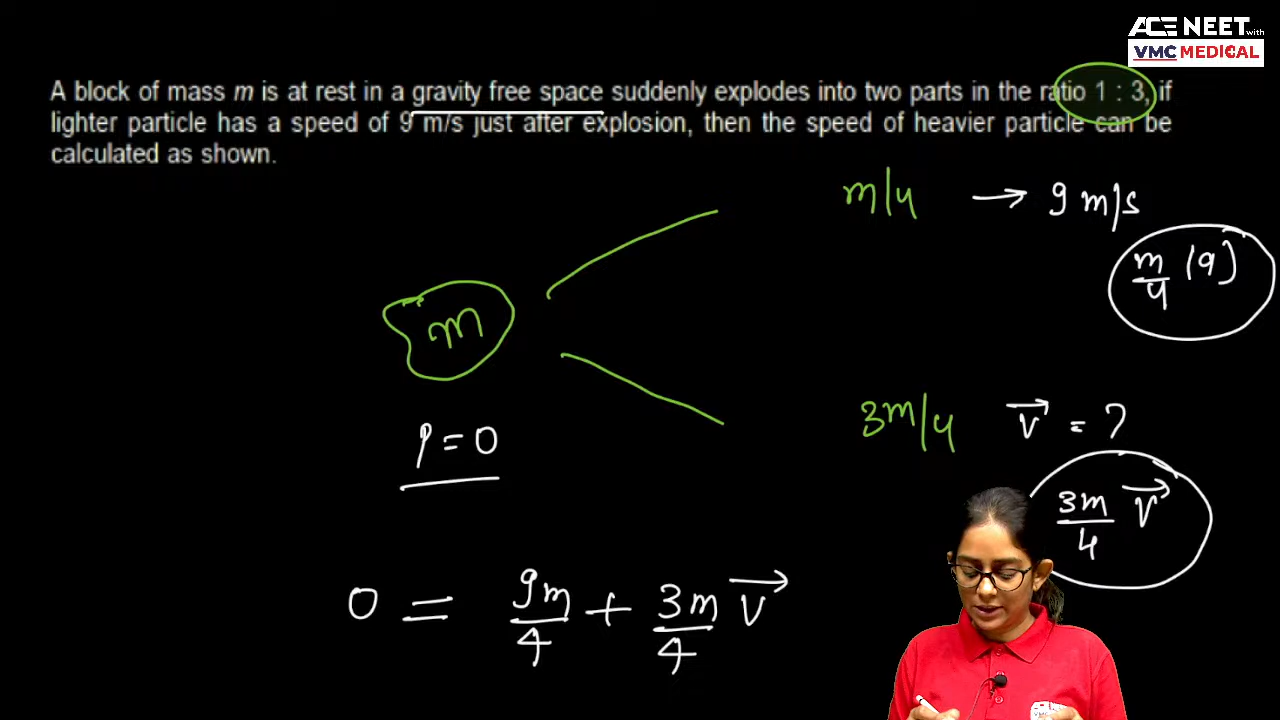 ACE NEET with
VMC MEDICAL
A block of mass m is at rest in a gravity free space suddenly explodes into two parts in the ratio 1 : 3, if
lighter particle has a speed of 9 m/s just after explosion, then the speed of heavier particle can be
calculated as shown.
m/4 → 9 m/s
m/4 (9)
m
3m/4 v⃗ = ?
p = 0
3m/4 v⃗
0 = 9m/4 + 3m/4 v⃗